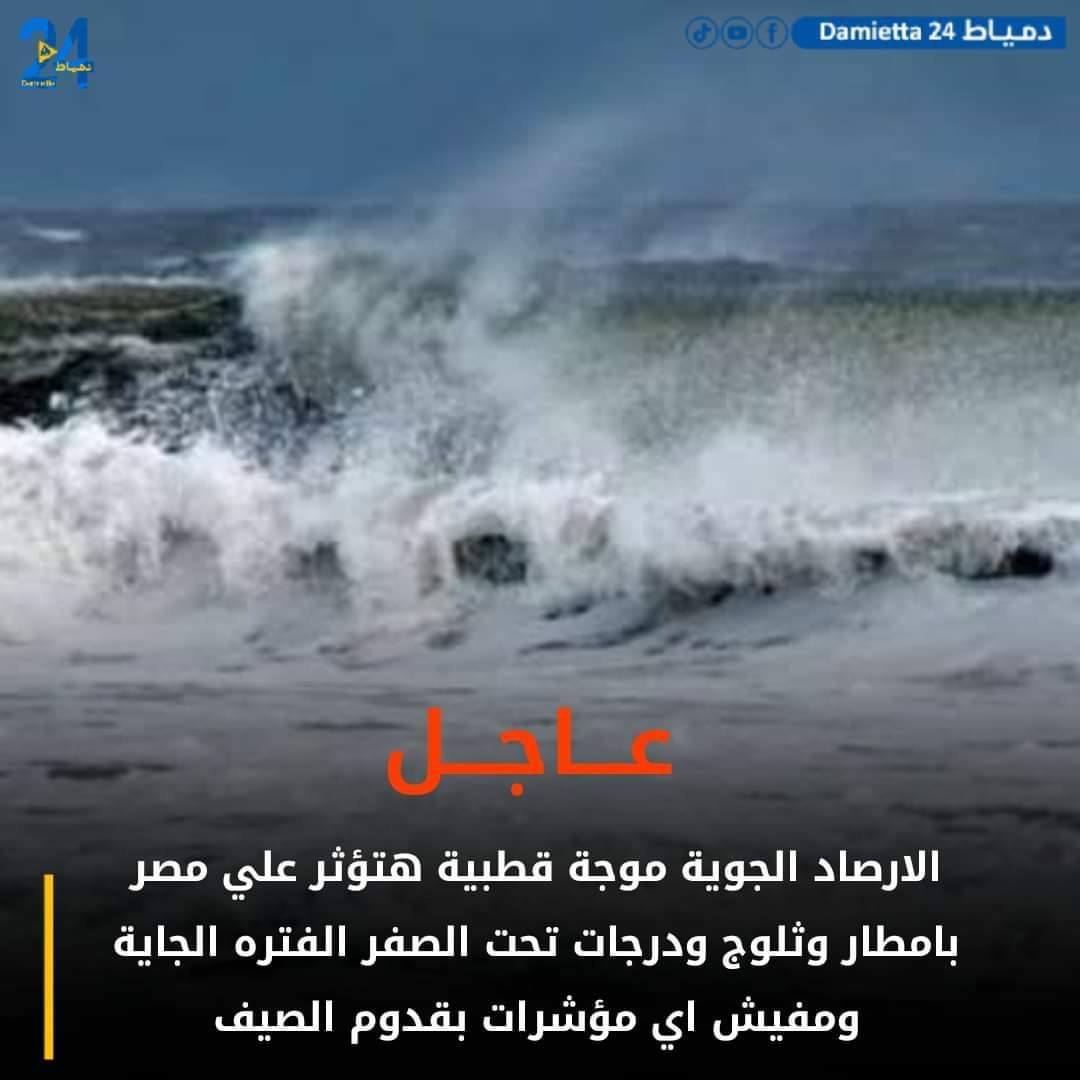 24
دمياط
Damietta
Damietta 24 دمياط
عـاجـل
الارصاد الجوية موجة قطبية هتؤثر علي مصر
بامطار وثلوج ودرجات تحت الصفر الفتره الجاية
ومفيش اي مؤشرات بقدوم الصيف